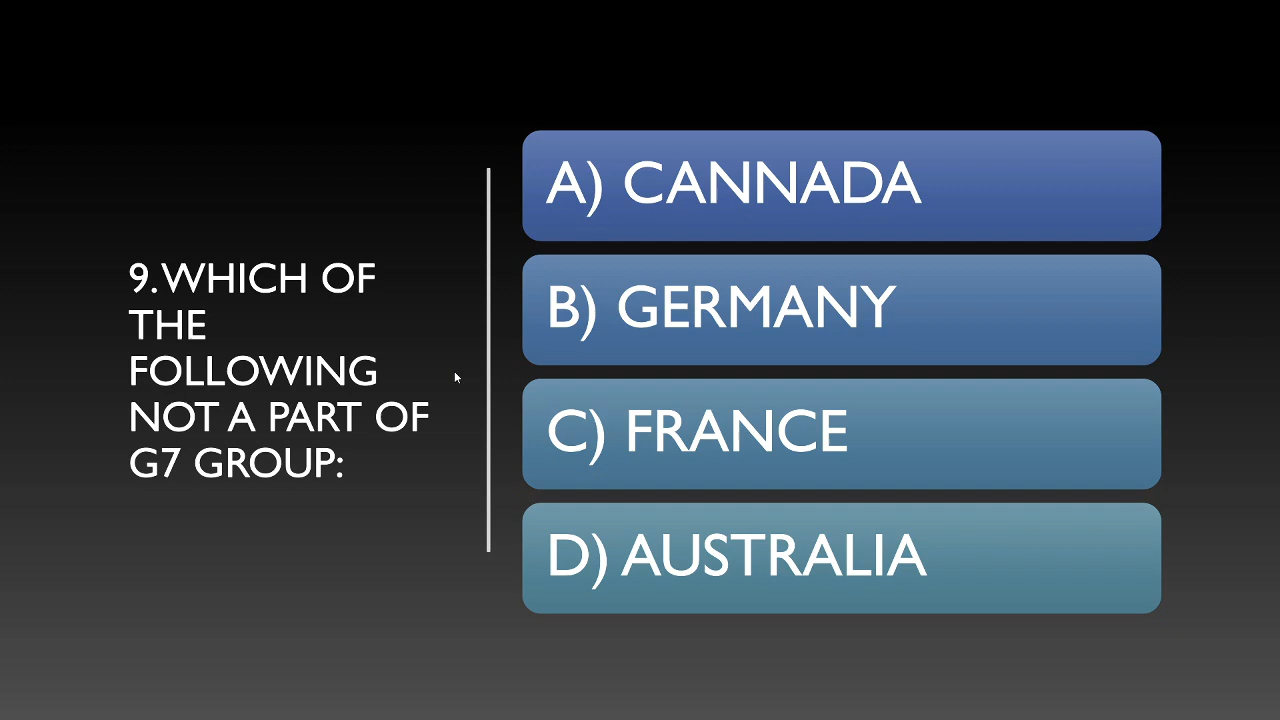 9.WHICH OF
THE
FOLLOWING
NOT A PART OF
G7 GROUP:
A) CANNADA
B) GERMANY
C) FRANCE
D) AUSTRALIA